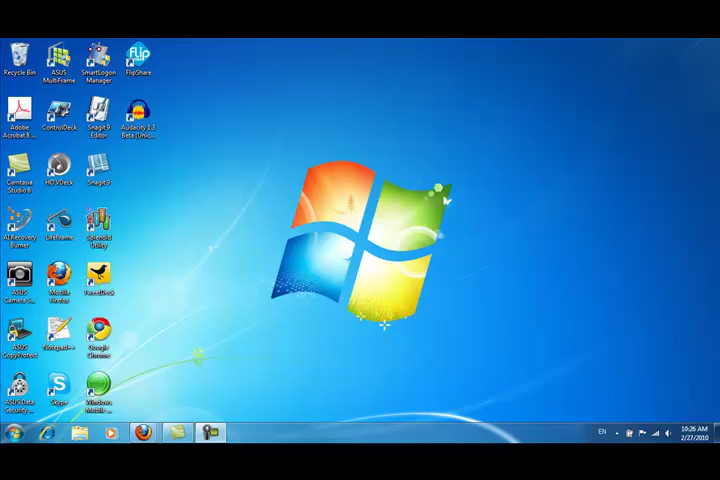 Recycle Bin
ASUS
MultiFrame
SmartLogon
Manager
FlipShare
Adobe
Acrobat 8 ...
ControlDeck
Snagit 9
Editor
Audacity 1.3
Beta (Unic...
Camtasia
Studio 6
HD VDeck
Snagit 9
AI Recovery
Burner
LifeFrame
Splendid
Utility
ASUS
Camera S...
Mozilla
Firefox
TweetDeck
ASUS
CopyProtect
Notepad++
Google
Chrome
ASUS Data
Security ...
Skype
Windows
Mobile ...
flip
EN
10:26 AM
2/27/2010